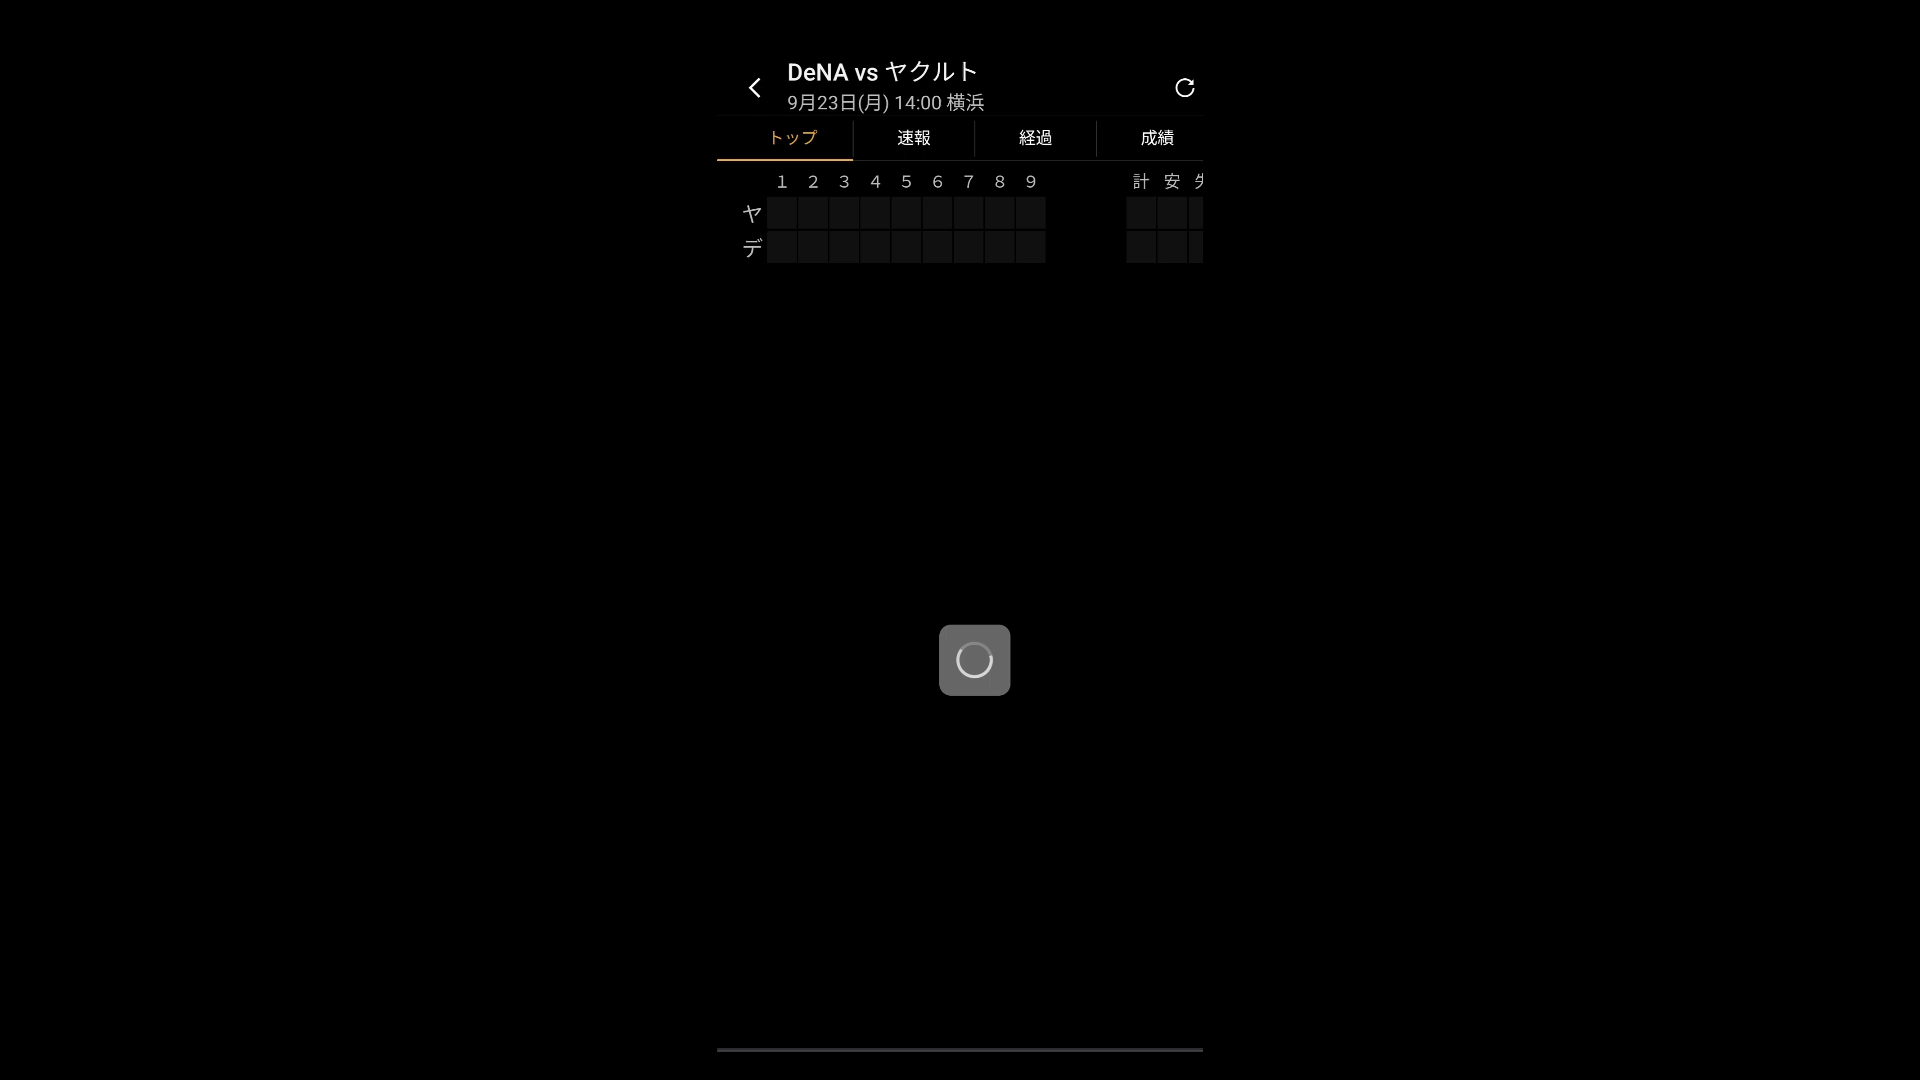 DeNA vs ヤクルト
9月23日(月) 14:00 横浜
トップ 速報 経過 成績
1 2 3 4 5 6 7 8 9 計 安
ヤ
デ